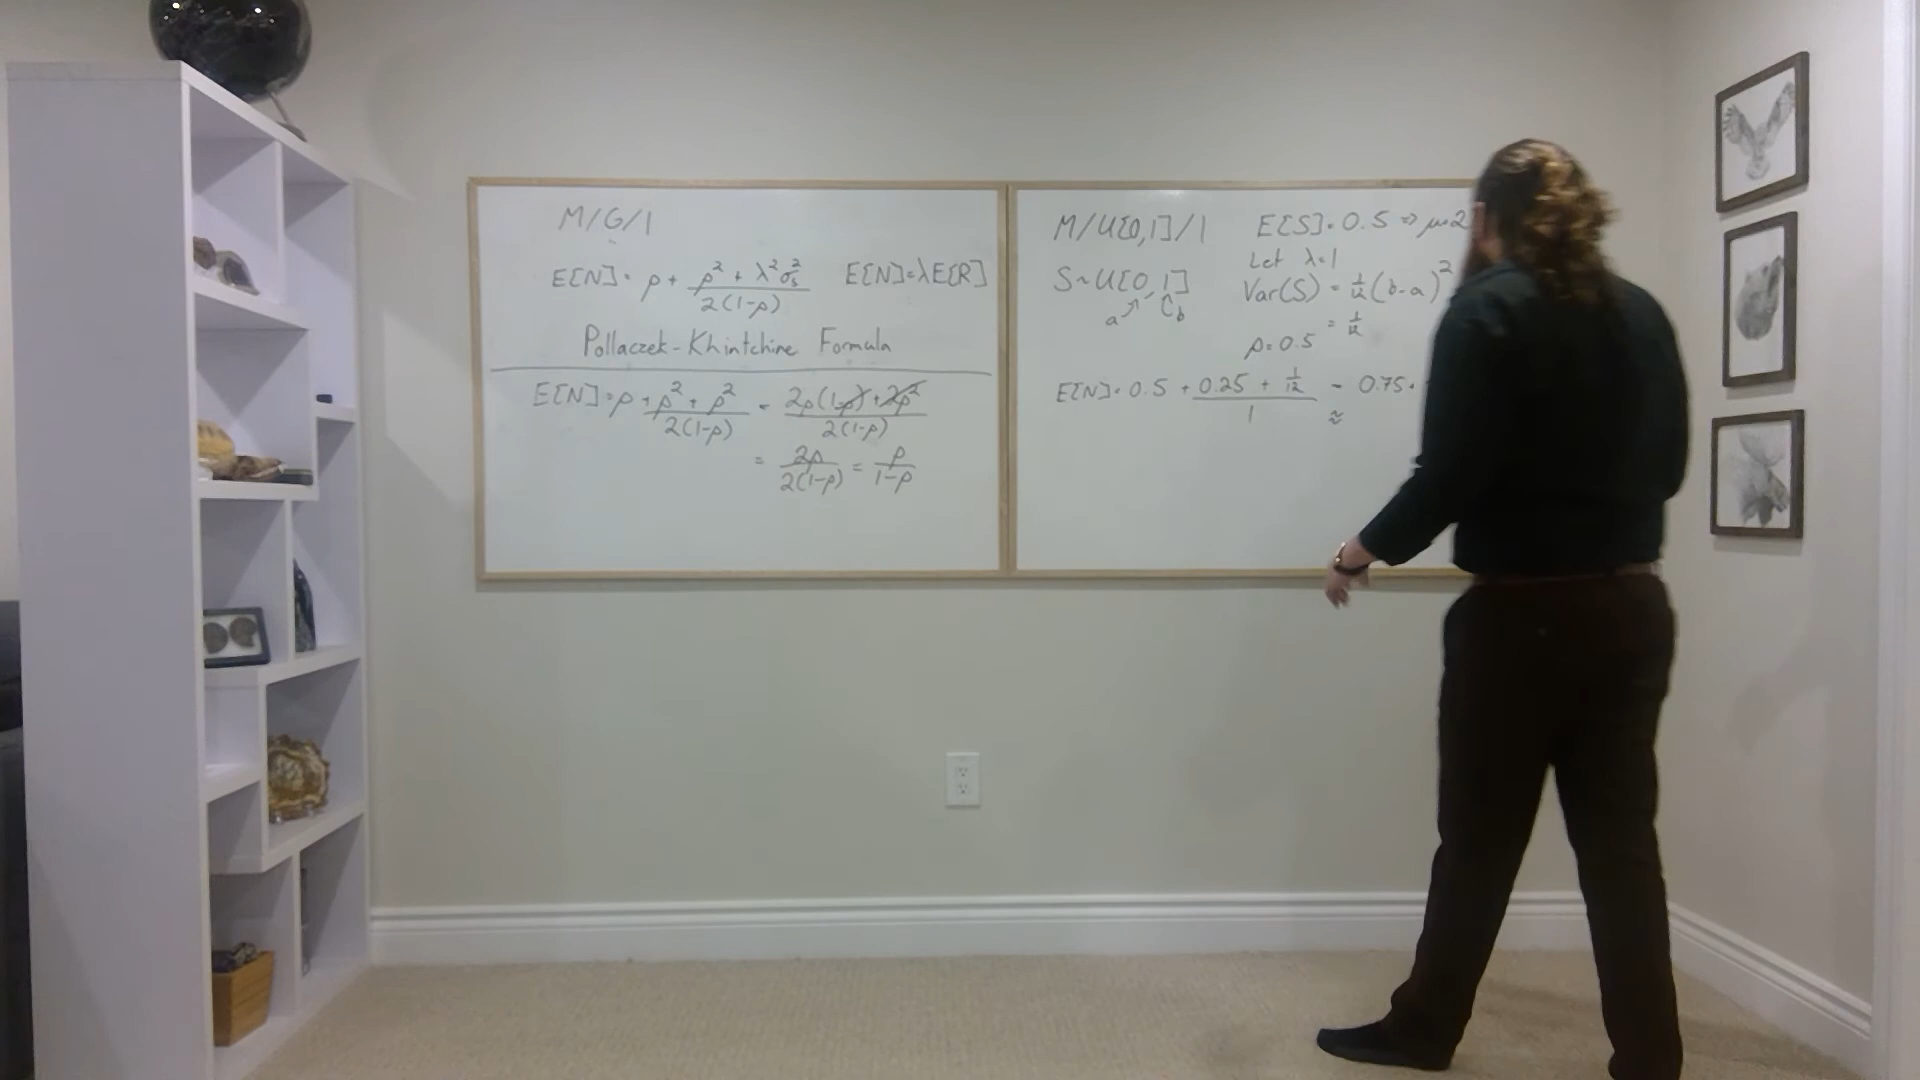 M/G/1
E[N] = ρ + (ρ² + λ²σₛ²) / 2(1-ρ) E[N]=λE[R]
Pollaczek-Khintchine Formula
E[N] = ρ + (ρ² + ρ²) / 2(1-ρ) = (2ρ(1-ρ) + 2ρ²) / 2(1-ρ)
= 2ρ / 2(1-ρ) = ρ / 1-ρ
M/U[0,1]/1 E[S] = 0.5 => μ=2
Let λ=1
S~U[0,1] Var(S) = 1/12 (b-a)²
a b = 1/12
ρ=0.5
E[N] = 0.5 + (0.25 + 1/12) / 1 = 0.75 +
≈